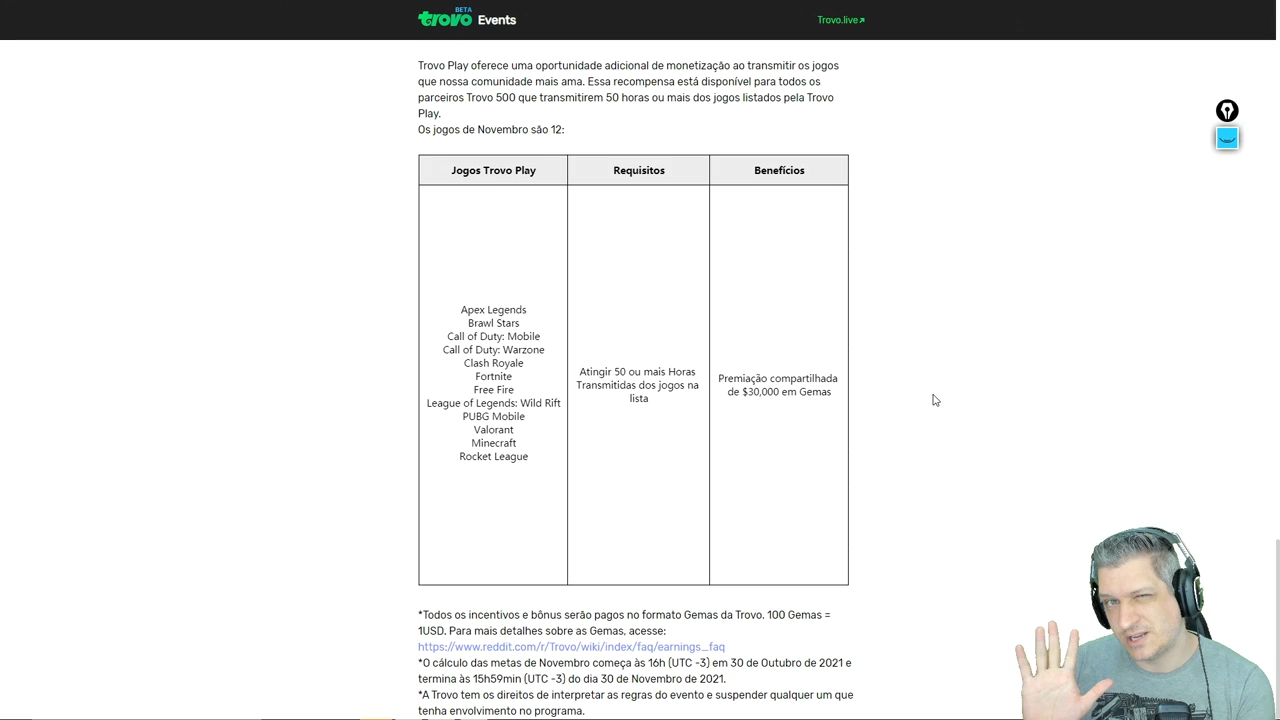 BETA
trovo Events
Trovo.live↗
Trovo Play oferece uma oportunidade adicional de monetização ao transmitir os jogos
que nossa comunidade mais ama. Essa recompensa está disponível para todos os
parceiros Trovo 500 que transmitirem 50 horas ou mais dos jogos listados pela Trovo
Play.
Os jogos de Novembro são 12:
Jogos Trovo Play
Requisitos
Benefícios
Apex Legends
Brawl Stars
Call of Duty: Mobile
Call of Duty: Warzone
Clash Royale
Fortnite
Free Fire
League of Legends: Wild Rift
PUBG Mobile
Valorant
Minecraft
Rocket League
Atingir 50 ou mais Horas
Transmitidas dos jogos na
lista
Premiação compartilhada
de $30,000 em Gemas
*Todos os incentivos e bônus serão pagos no formato Gemas da Trovo. 100 Gemas =
1USD. Para mais detalhes sobre as Gemas, acesse:
https://www.reddit.com/r/Trovo/wiki/index/faq/earnings_faq
*O cálculo das metas de Novembro começa às 16h (UTC -3) em 30 de Outubro de 2021 e
termina às 15h59min (UTC -3) do dia 30 de Novembro de 2021.
*A Trovo tem os direitos de interpretar as regras do evento e suspender qualquer um que
tenha envolvimento no programa.